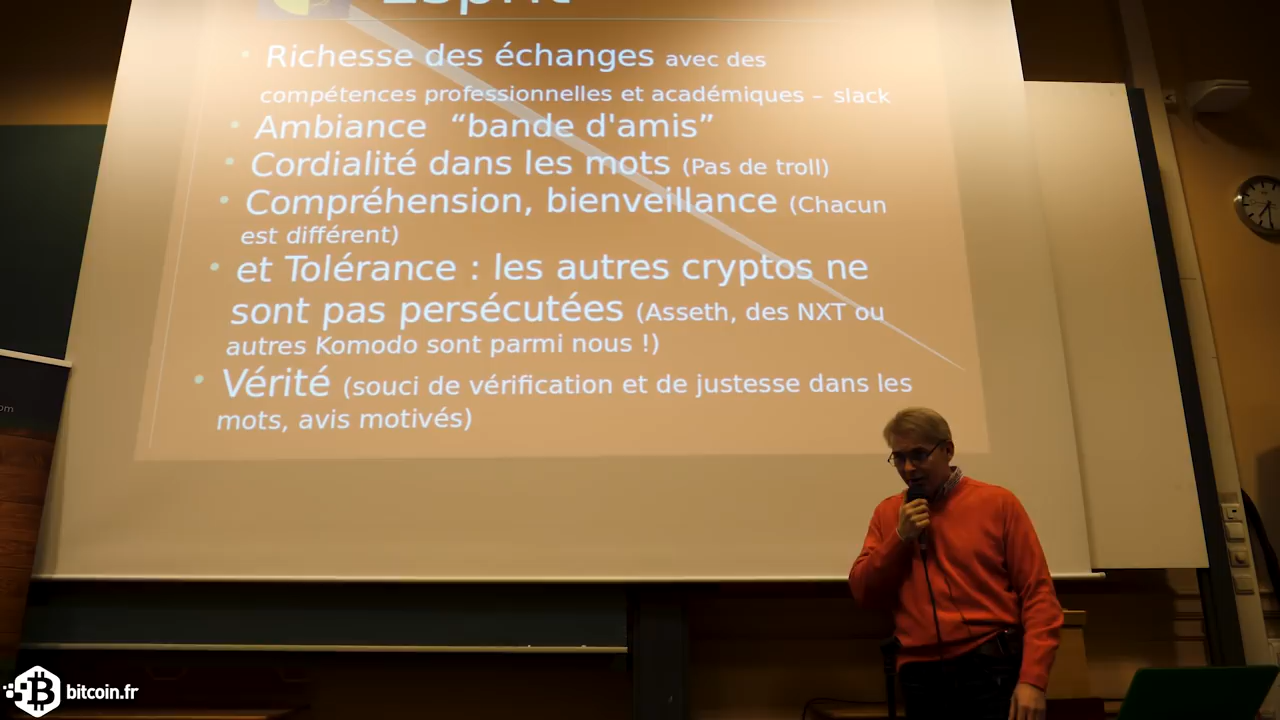 Esprit
• Richesse des échanges avec des
compétences professionnelles et académiques – slack
• Ambiance “bande d'amis”
• Cordialité dans les mots (Pas de troll)
• Compréhension, bienveillance (Chacun
est différent)
• et Tolérance : les autres cryptos ne
sont pas persécutées (Asseth, des NXT ou
autres Komodo sont parmi nous !)
• Vérité (souci de vérification et de justesse dans les
mots, avis motivés)
om
bitcoin.fr